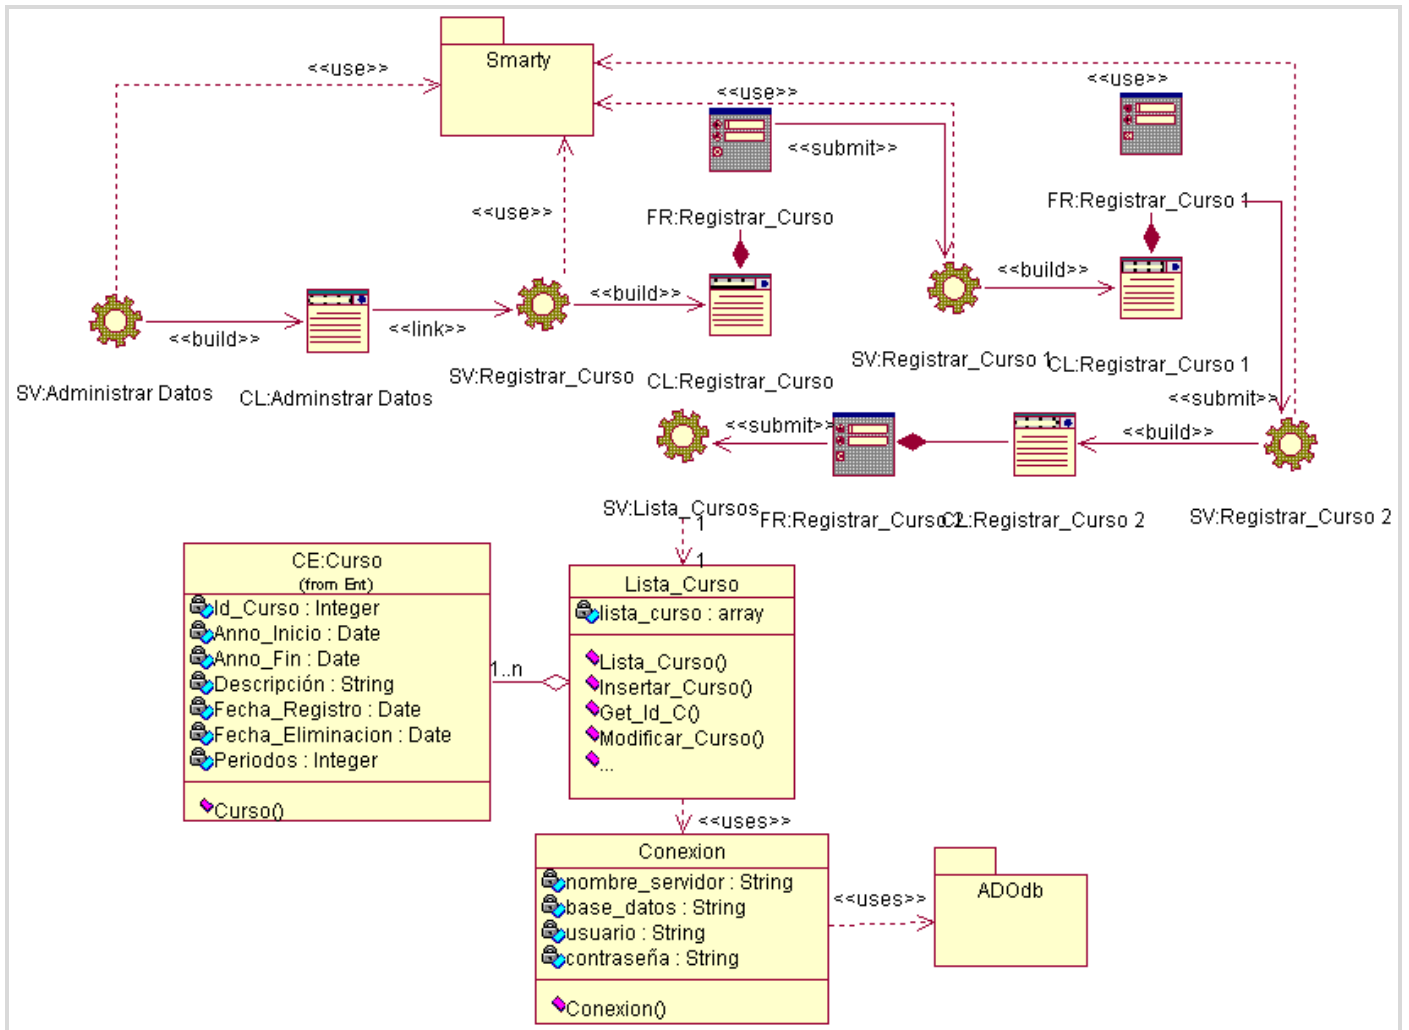 Smarty
<<use>>
<<use>>
<<use>>
<<submit>>
<<use>>
FR:Registrar_Curso
FR:Registrar_Curso 1
<<build>>
<<link>>
<<build>>
<<build>>
SV:Administrar Datos
CL:Adminstrar Datos
SV:Registrar_Curso
CL:Registrar_Curso
SV:Registrar_Curso 1
CL:Registrar_Curso 1
<<submit>>
<<submit>>
<<build>>
SV:Lista_Cursos
FR:Registrar_Curso 2
CL:Registrar_Curso 2
SV:Registrar_Curso 2
1
1
CE:Curso
(from Ent)
Id_Curso : Integer
Anno_Inicio : Date
Anno_Fin : Date
Descripción : String
Fecha_Registro : Date
Fecha_Eliminacion : Date
Periodos : Integer
Curso()
1..n
Lista_Curso
lista_curso : array
Lista_Curso()
Insertar_Curso()
Get_Id_C()
Modificar_Curso()
...
<<uses>>
Conexion
nombre_servidor : String
base_datos : String
usuario : String
contraseña : String
Conexion()
<<uses>>
ADOdb